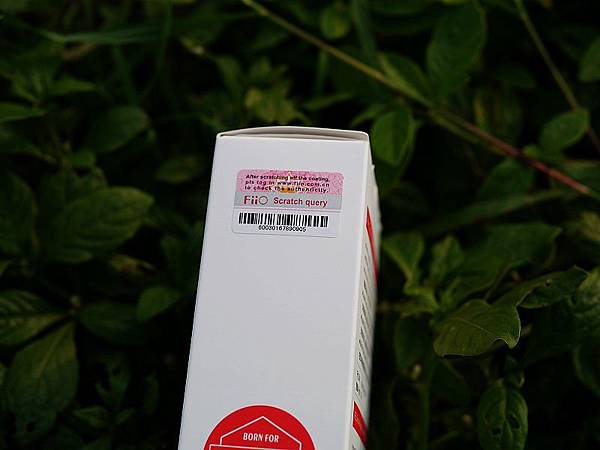 After scratching off the coating,
pls log in www.fiio.com.cn
to check the authenticity.
FiiO Scratch query
60030167890905
BORN FOR